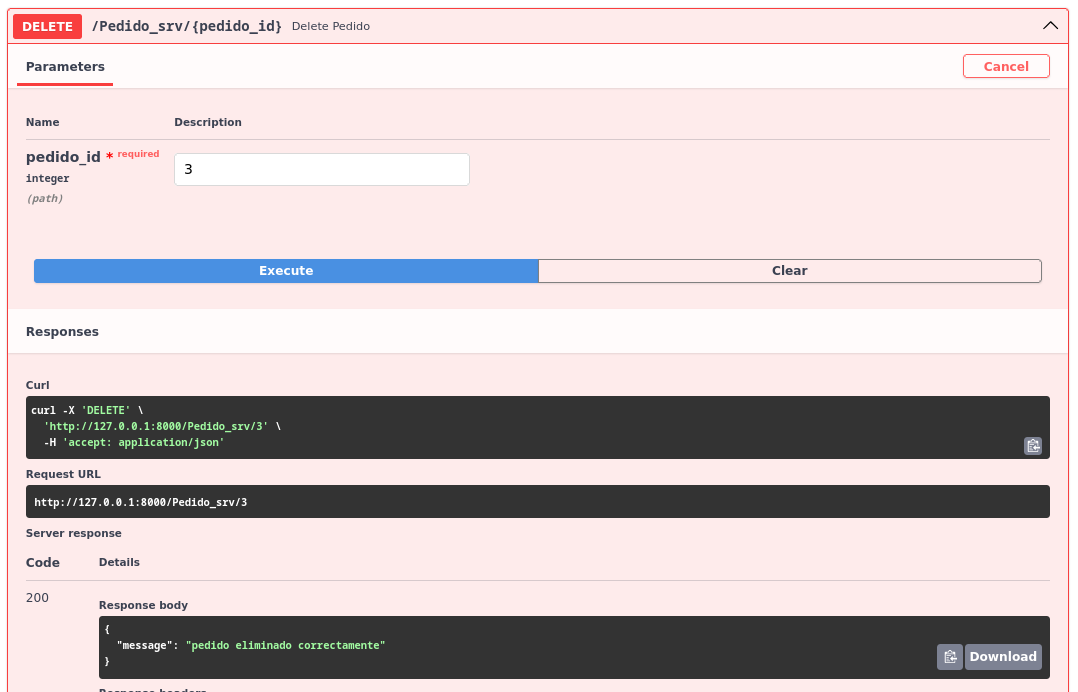 DELETE /Pedido_srv/{pedido_id} Delete Pedido
Parameters
Cancel
Name Description
pedido_id * required
integer
(path)
3
Execute Clear
Responses
Curl
curl -X 'DELETE' \
  'http://127.0.0.1:8000/Pedido_srv/3' \
  -H 'accept: application/json'
Request URL
http://127.0.0.1:8000/Pedido_srv/3
Server response
Code Details
200
Response body
{
  "message": "pedido eliminado correctamente"
}
Download
Response headers